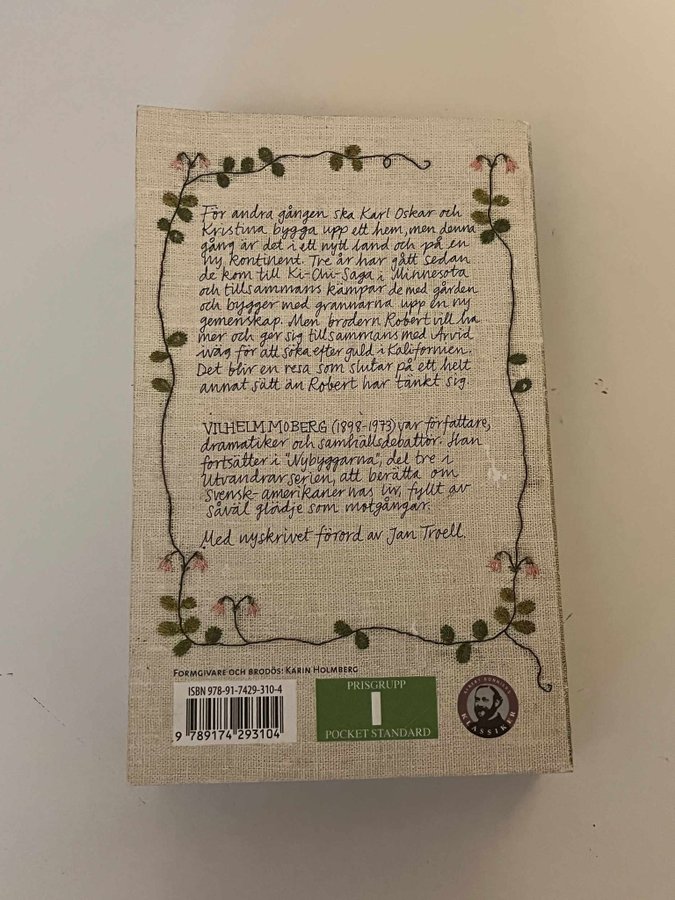 För andra gången ska Karl Oskar och
Kristina bygga upp ett hem, men denna
gång är det i ett nytt land och på en
ny kontinent. Tre år har gått sedan
de kom till Ki-Chi-Saga i Minnesota
och tillsammans kämpar de med gården
och bygger med grannarna upp en ny
gemenskap. Men brodern Robert vill ha
mer och ger sig tillsammans med Arvid
iväg för att söka efter guld i Kalifornien.
Det blir en resa som slutar på ett helt
annat sätt än Robert har tänkt sig.
VILHELM MOBERG (1898-1973) var författare,
dramatiker och samhällsdebattör. Han
fortsätter i "Nybyggarna", del tre i
Utvandrarserien, att berätta om
svensk-amerikanernas liv, fyllt av
såväl glädje som motgångar.
Med nyskrivet förord av Jan Troell.
Formgivare och brodös: Karin Holmberg
ISBN 978-91-7429-310-4
9 789174 293104
PRISGRUPP
1
POCKET STANDARD
ALBERT BONNIERS
KLASSIKER